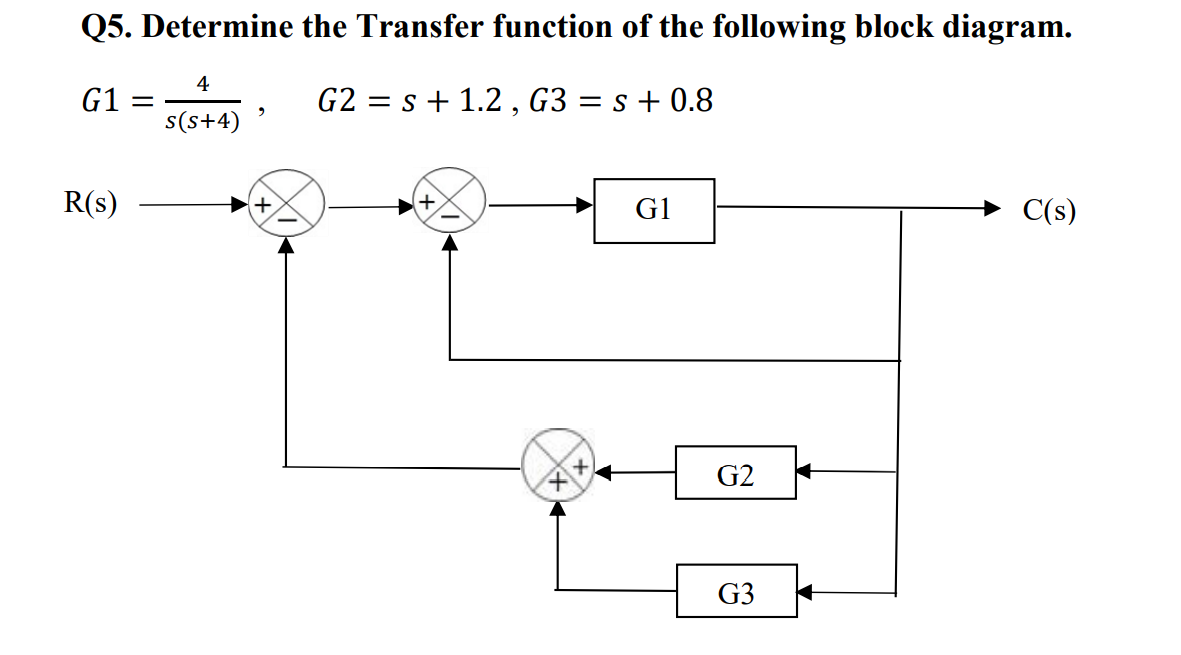 Q5. Determine the Transfer function of the following block diagram.
G1 = 4/s(s+4) , G2 = s + 1.2 , G3 = s + 0.8
R(s) + − + − G1 C(s)
+ + G2
G3